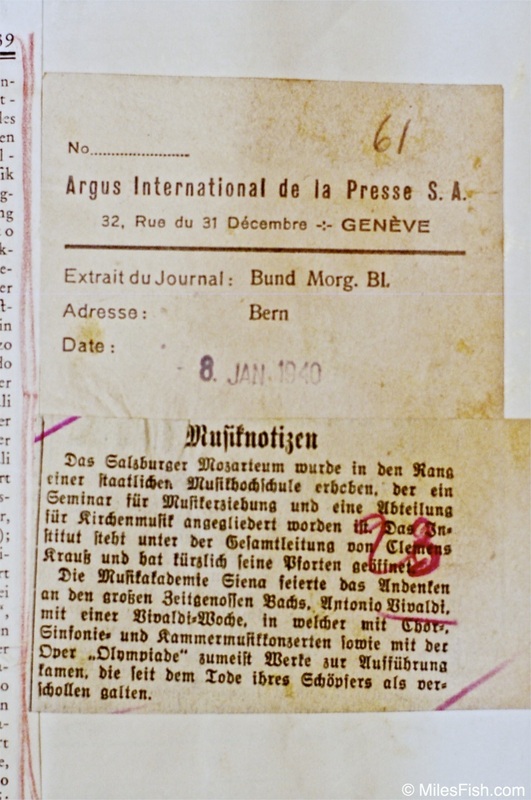 39
61
No.....................
Argus International de la Presse S. A.
32, Rue du 31 Décembre -:- GENÈVE
Extrait du Journal: Bund Morg. Bl.
Adresse: Bern
Date:
8. JAN. 1940
Musiknotizen
Das Salzburger Mozarteum wurde in den Rang
einer staatlichen Musikhochschule erhoben, der ein
Seminar für Musikerziehung und eine Abteilung
für Kirchenmusik angegliedert worden ist. Das In-
stitut steht unter der Gesamtleitung von Clemens
Krauß und hat kürzlich seine Pforten geöffnet.
Die Musikakademie Siena feierte das Andenken
an den großen Zeitgenossen Bachs, Antonio Vivaldi,
mit einer Vivaldi-Woche, in welcher mit Chor-,
Sinfonie- und Kammermusikkonzerten sowie mit der
Oper „Olympiade" zumeist Werke zur Aufführung
kamen, die seit dem Tode ihres Schöpfers als ver-
schollen galten.
© MilesFish.com